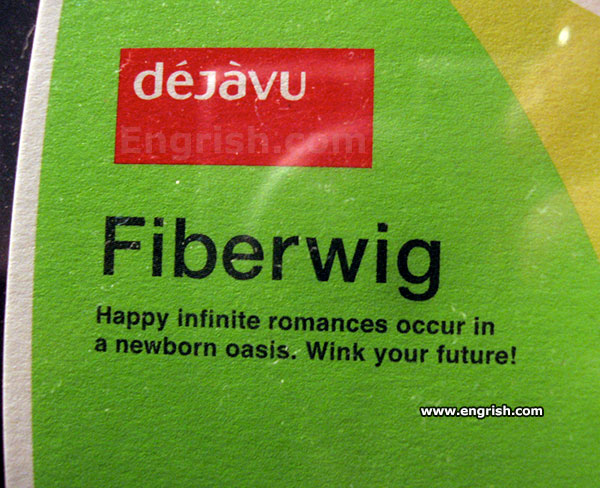 déjàvu
Engrish.com
Fiberwig
Happy infinite romances occur in
a newborn oasis. Wink your future!
www.engrish.com